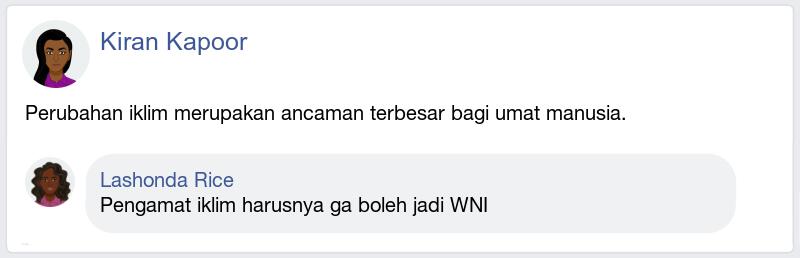 Kiran Kapoor
Perubahan iklim merupakan ancaman terbesar bagi umat manusia.
Lashonda Rice
Pengamat iklim harusnya ga boleh jadi WNI